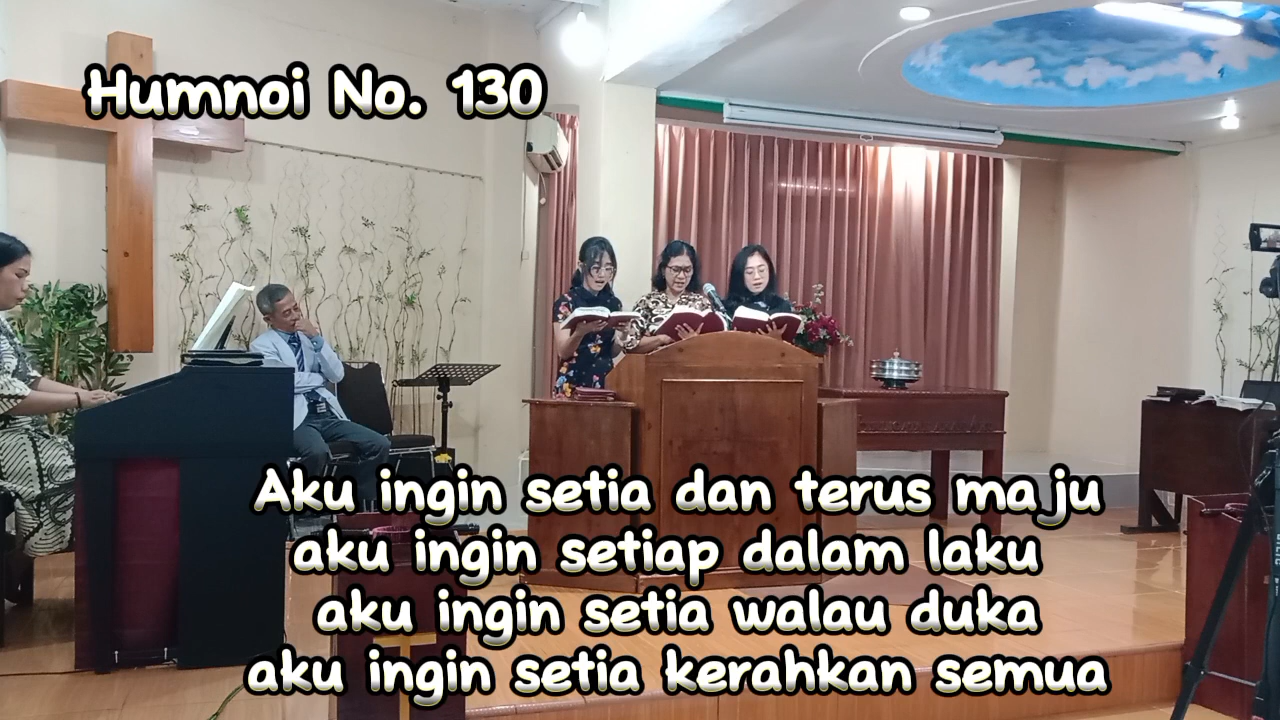 Humnoi No. 130
Aku ingin setia dan terus maju
aku ingin setiap dalam laku
aku ingin setia walau duka
aku ingin setia kerahkan semua